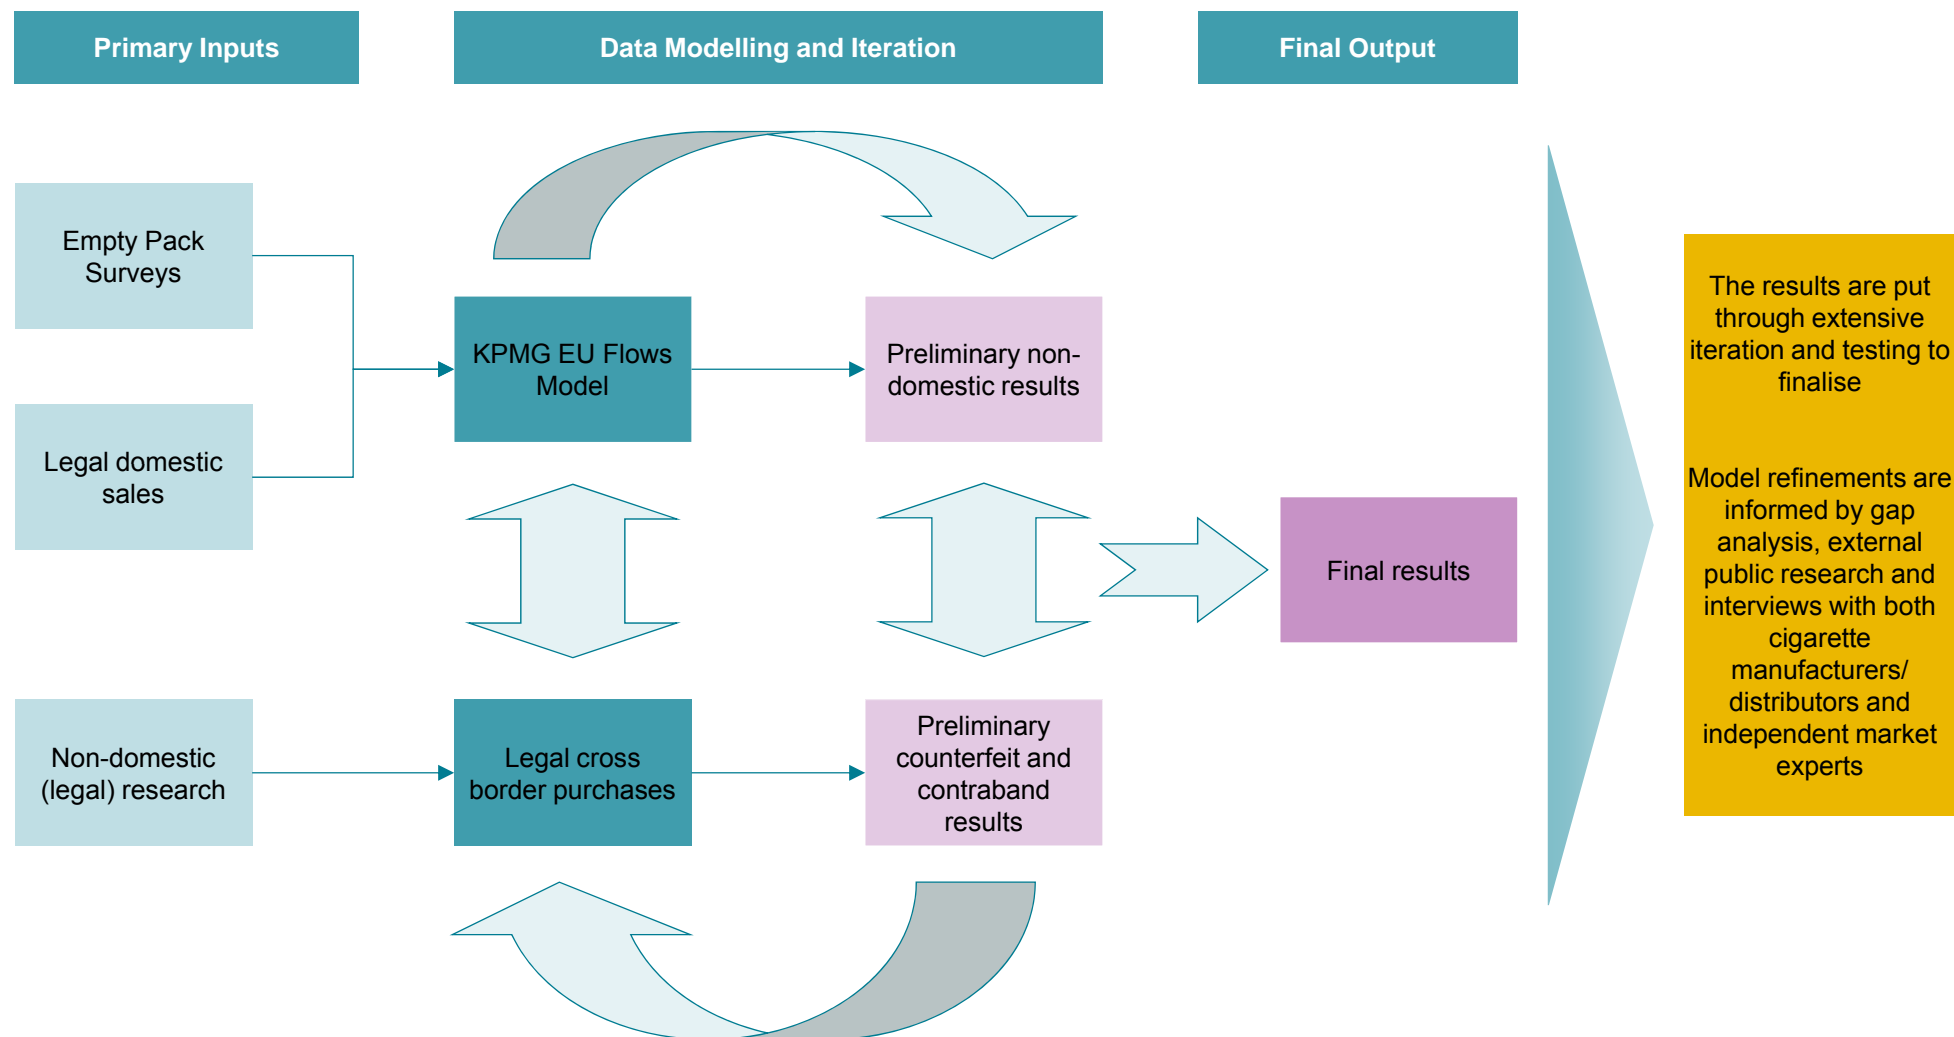 Primary Inputs
Data Modelling and Iteration
Final Output
Empty Pack
Surveys
Legal domestic
sales
Non-domestic
(legal) research
KPMG EU Flows
Model
Legal cross
border purchases
Preliminary non-
domestic results
Preliminary
counterfeit and
contraband
results
Final results
The results are put
through extensive
iteration and testing to
finalise
Model refinements are
informed by gap
analysis, external
public research and
interviews with both
cigarette
manufacturers/
distributors and
independent market
experts